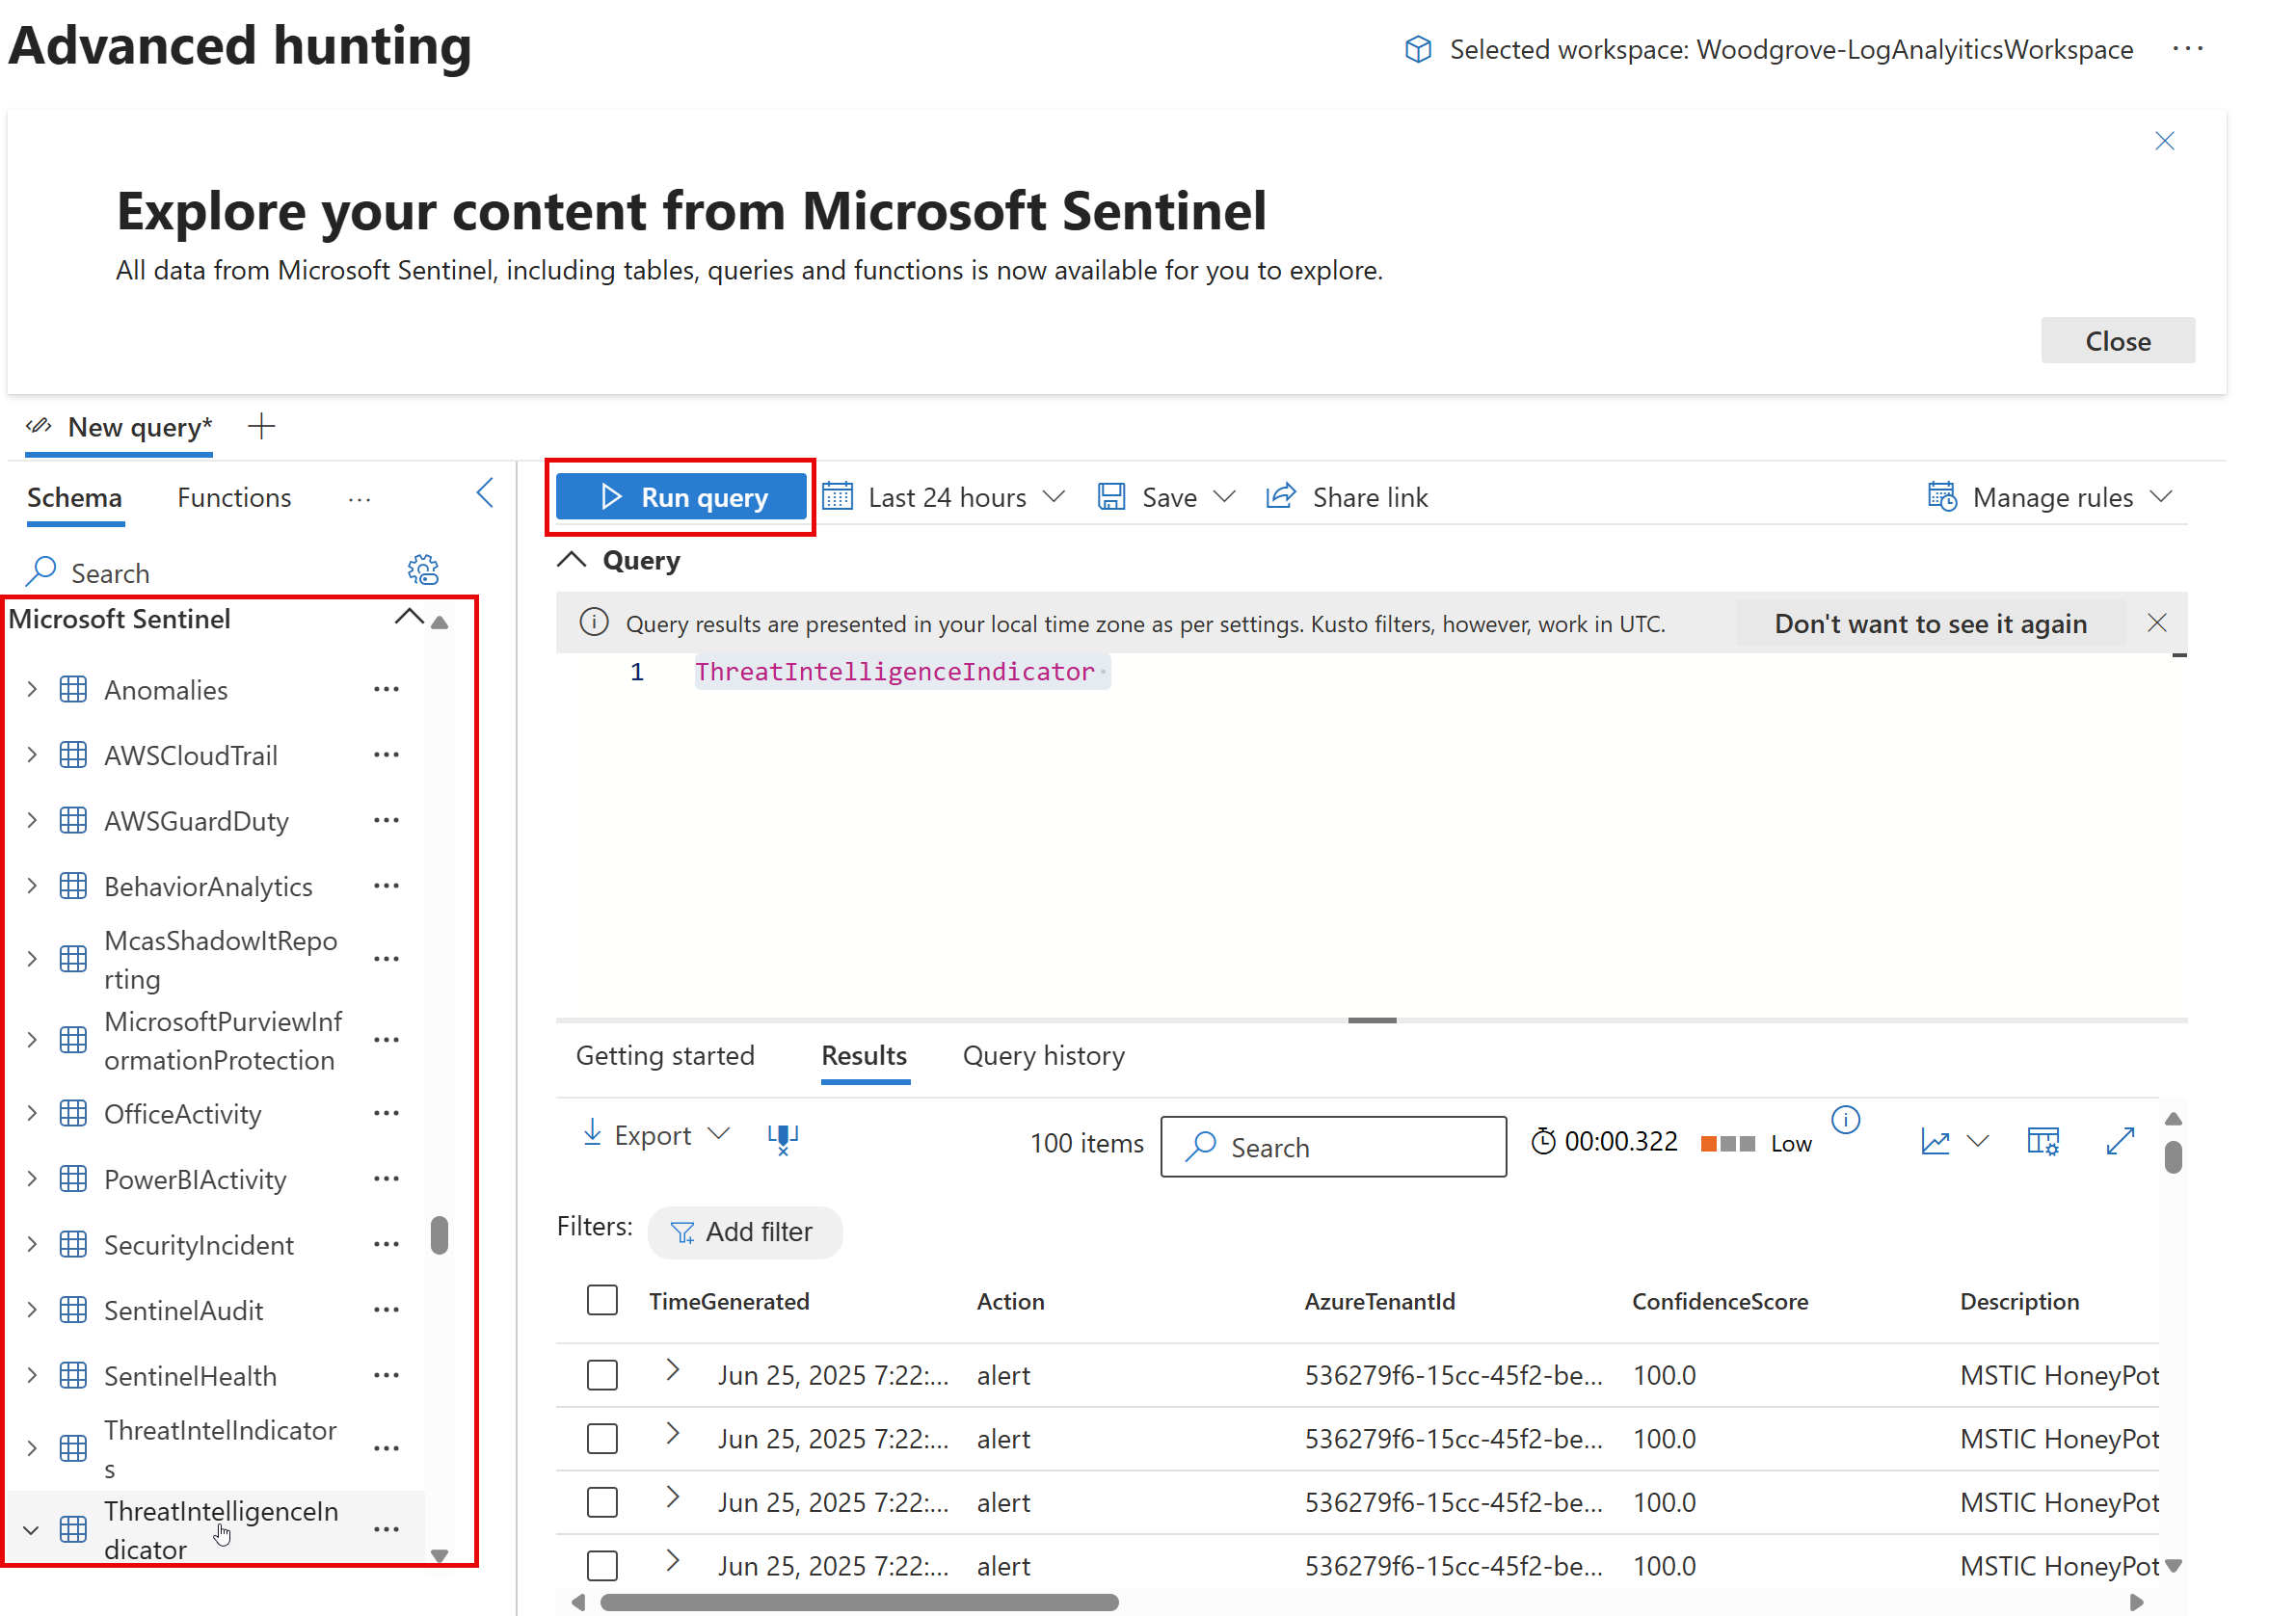 Advanced hunting
Selected workspace: Woodgrove-LogAnalyiticsWorkspace ···
Explore your content from Microsoft Sentinel
All data from Microsoft Sentinel, including tables, queries and functions is now available for you to explore.
Close
New query*
Schema Functions ···
Search
Microsoft Sentinel
Anomalies ···
AWSCloudTrail ···
AWSGuardDuty ···
BehaviorAnalytics ···
McasShadowItRepo
rting ···
MicrosoftPurviewInf
ormationProtection ···
OfficeActivity ···
PowerBIActivity ···
SecurityIncident ···
SentinelAudit ···
SentinelHealth ···
ThreatIntelIndicator
s ···
ThreatIntelligenceIn
dicator ···
Run query Last 24 hours Save Share link Manage rules
Query
Query results are presented in your local time zone as per settings. Kusto filters, however, work in UTC. Don't want to see it again
1 ThreatIntelligenceIndicator
Getting started Results Query history
Export 100 items Search 00:00.322 Low
Filters: Add filter
TimeGenerated Action AzureTenantId ConfidenceScore Description
Jun 25, 2025 7:22:... alert 536279f6-15cc-45f2-be... 100.0 MSTIC HoneyPot
Jun 25, 2025 7:22:... alert 536279f6-15cc-45f2-be... 100.0 MSTIC HoneyPot
Jun 25, 2025 7:22:... alert 536279f6-15cc-45f2-be... 100.0 MSTIC HoneyPot
Jun 25, 2025 7:22:... alert 536279f6-15cc-45f2-be... 100.0 MSTIC HoneyPot